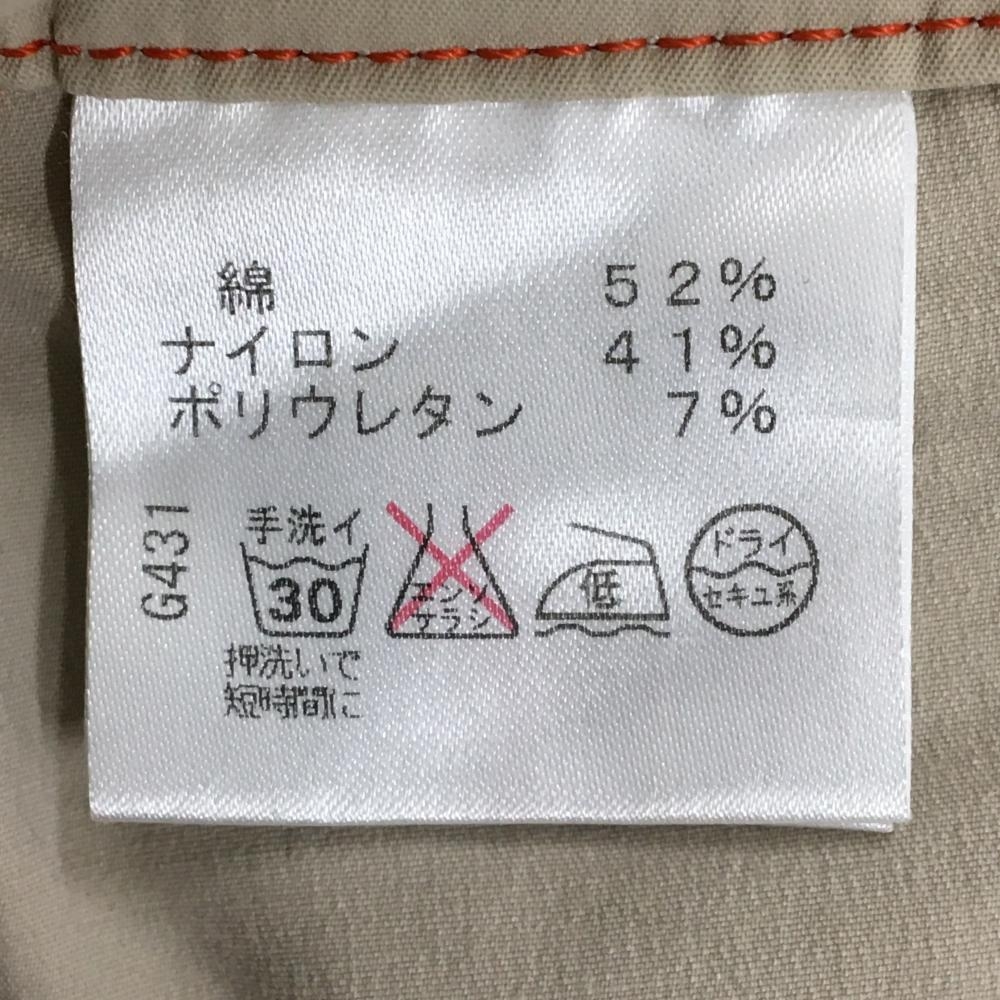 綿 52%
ナイロン 41%
ポリウレタン 7%
G431
手洗イ
30
エンソ
サラシ
低
ドライ
セキユ系
押洗いで
短時間に